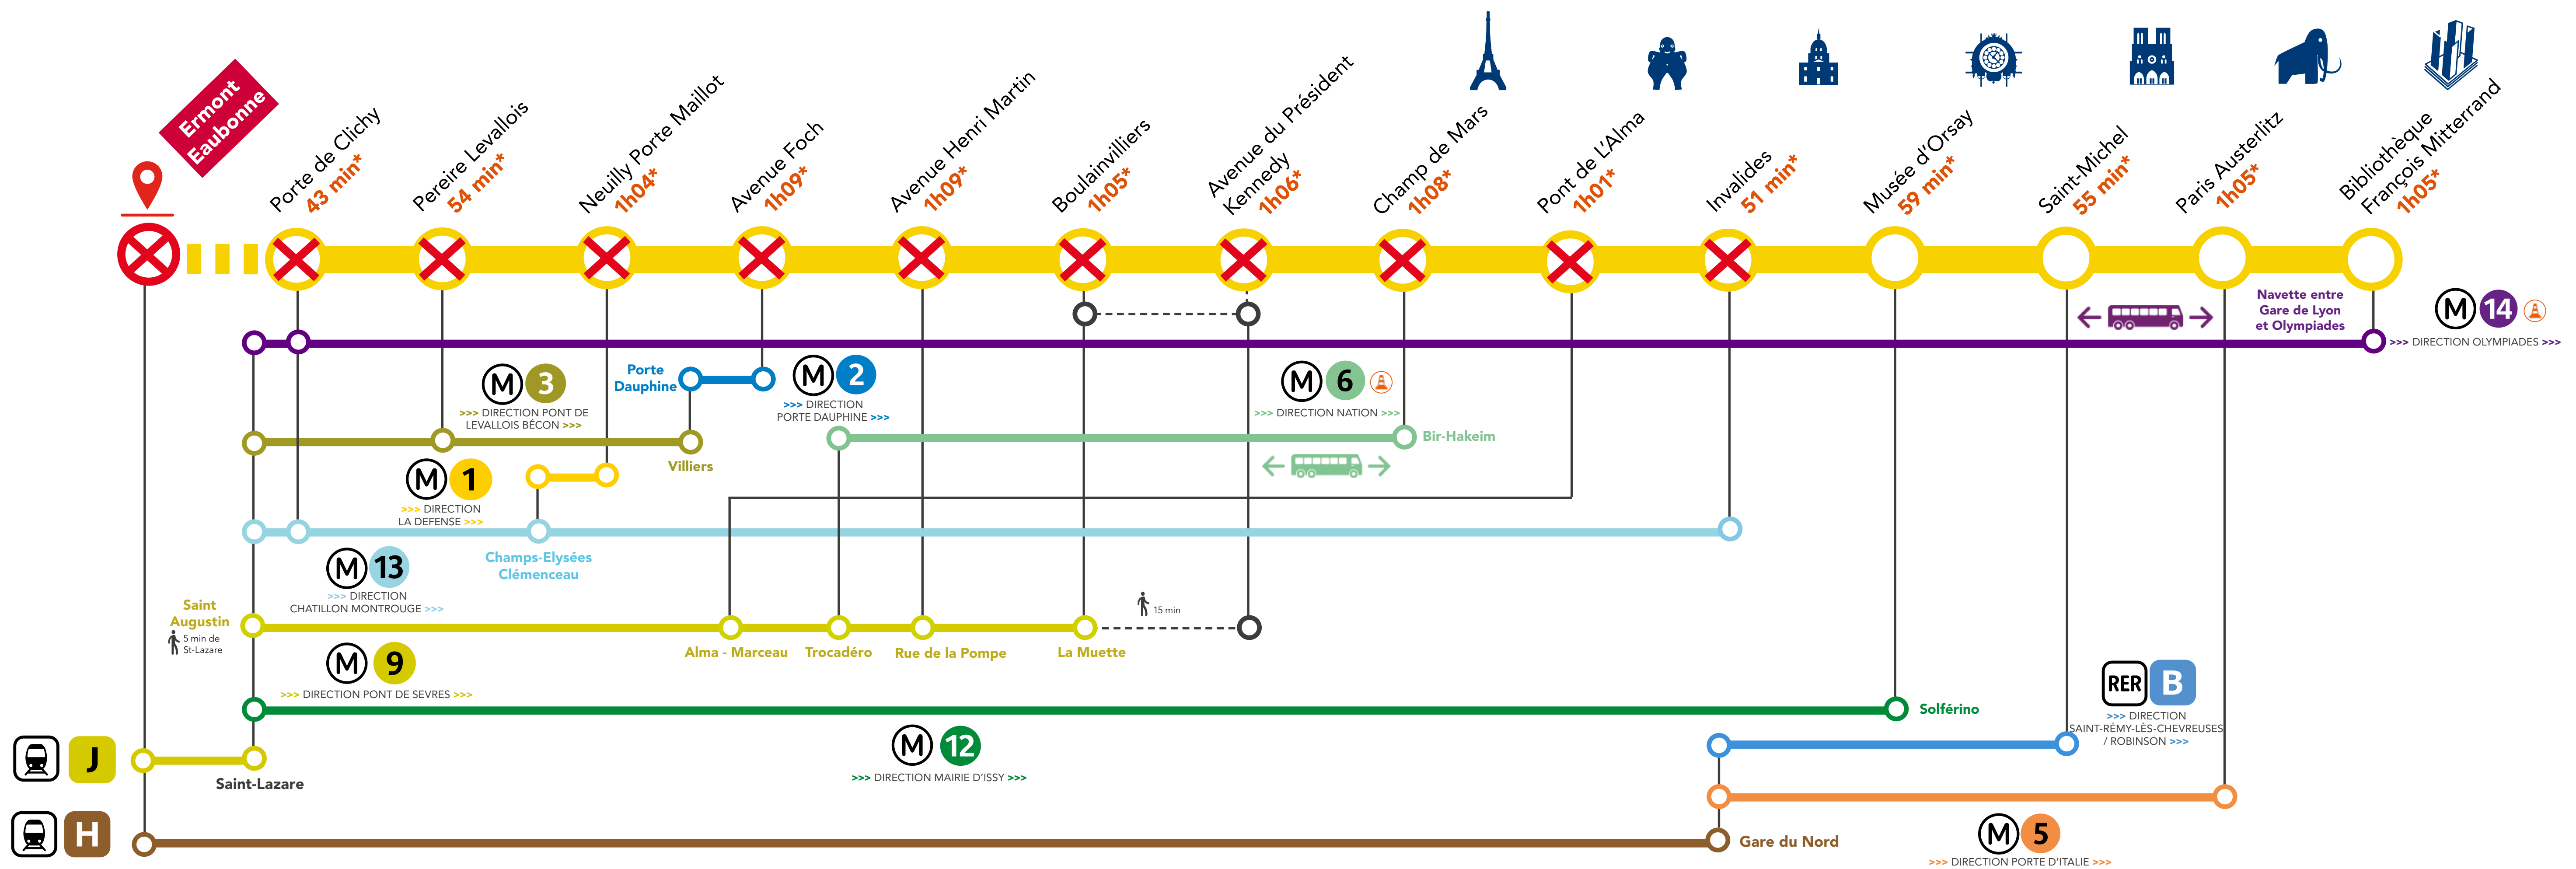 Ermont
Eaubonne
Porte de Clichy
43 min*
Pereire Levallois
54 min*
Neuilly Porte Maillot
1h04*
Avenue Foch
1h09*
Avenue Henri Martin
1h09*
Boulainvilliers
1h05*
Avenue du Président
Kennedy
1h06*
Champ de Mars
1h08*
Pont de L'Alma
1h01*
Invalides
51 min*
Musée d'Orsay
59 min*
Saint-Michel
55 min*
Paris Austerlitz
1h05*
Bibliothèque
François Mitterrand
1h05*
Navette entre
Gare de Lyon
et Olympiades
M 14
>>> DIRECTION OLYMPIADES >>>
M 3
>>> DIRECTION PONT DE
LEVALLOIS BÉCON >>>
Porte
Dauphine
M 2
>>> DIRECTION
PORTE DAUPHINE >>>
M 6
>>> DIRECTION NATION >>>
Bir-Hakeim
Villiers
M 1
>>> DIRECTION
LA DEFENSE >>>
Champs-Elysées
Clémenceau
M 13
>>> DIRECTION
CHATILLON MONTROUGE >>>
Saint
Augustin
5 min de
St-Lazare
15 min
Alma - Marceau
Trocadéro
Rue de la Pompe
La Muette
M 9
>>> DIRECTION PONT DE SEVRES >>>
Solférino
RER B
>>> DIRECTION
SAINT-RÉMY-LÈS-CHEVREUSES
/ ROBINSON >>>
M 12
>>> DIRECTION MAIRIE D'ISSY >>>
J
Saint-Lazare
H
Gare du Nord
M 5
>>> DIRECTION PORTE D'ITALIE >>>